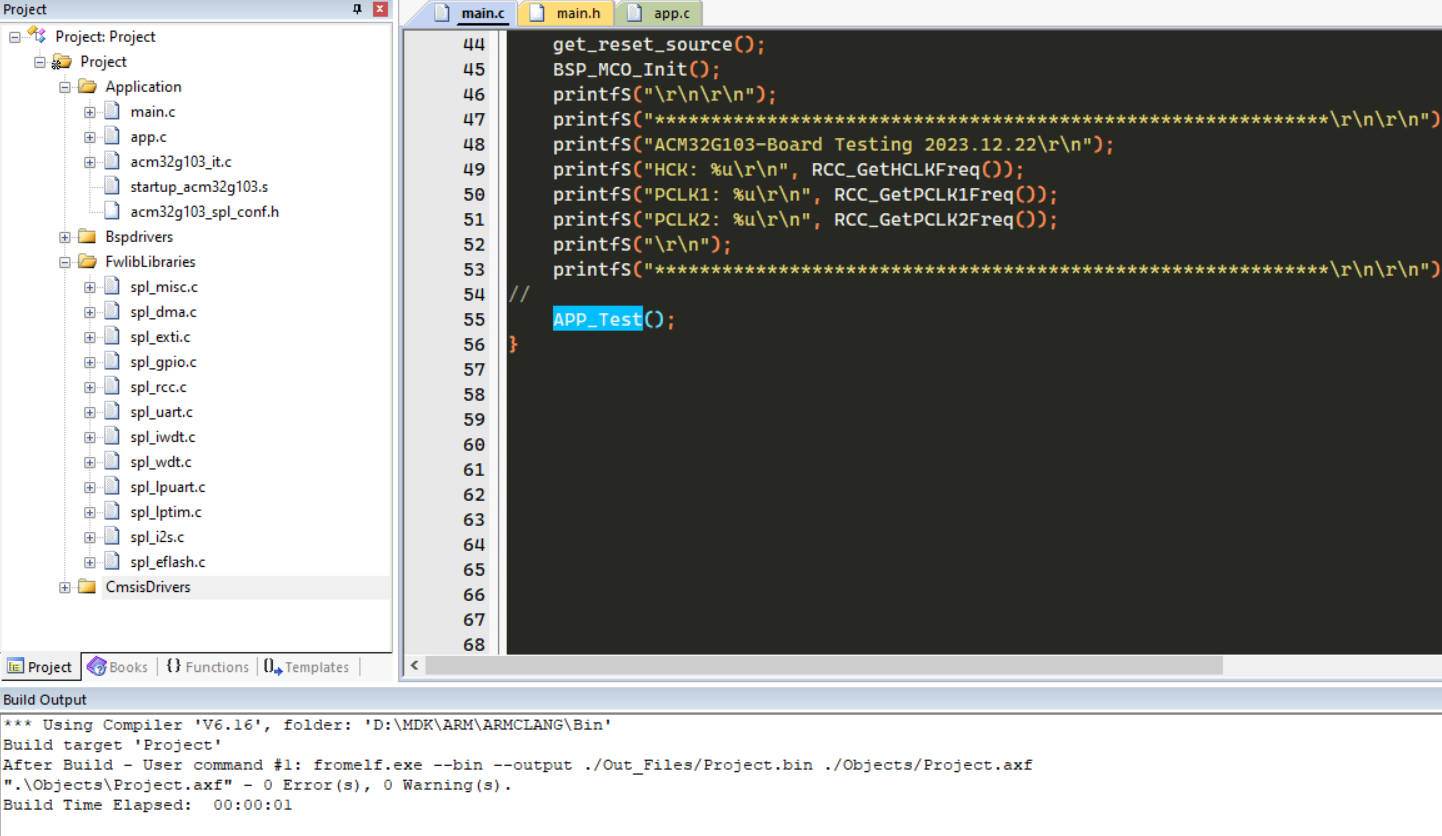 Project
Project: Project
Project
Application
main.c
app.c
acm32g103_it.c
startup_acm32g103.s
acm32g103_spl_conf.h
Bspdrivers
FwlibLibraries
spl_misc.c
spl_dma.c
spl_exti.c
spl_gpio.c
spl_rcc.c
spl_uart.c
spl_iwdt.c
spl_wdt.c
spl_lpuart.c
spl_lptim.c
spl_i2s.c
spl_eflash.c
CmsisDrivers
Project Books {} Functions Templates
main.c main.h app.c
44 get_reset_source();
45 BSP_MCO_Init();
46 printfS("\r\n\r\n");
47 printfS("************************************************************\r\n\r\n")
48 printfS("ACM32G103-Board Testing 2023.12.22\r\n");
49 printfS("HCK: %u\r\n", RCC_GetHCLKFreq());
50 printfS("PCLK1: %u\r\n", RCC_GetPCLK1Freq());
51 printfS("PCLK2: %u\r\n", RCC_GetPCLK2Freq());
52 printfS("\r\n");
53 printfS("************************************************************\r\n\r\n")
54 //
55 APP_Test();
56 }
57
58
59
60
61
62
63
64
65
66
67
68
Build Output
*** Using Compiler 'V6.16', folder: 'D:\MDK\ARM\ARMCLANG\Bin'
Build target 'Project'
After Build - User command #1: fromelf.exe --bin --output ./Out_Files/Project.bin ./Objects/Project.axf
".\Objects\Project.axf" - 0 Error(s), 0 Warning(s).
Build Time Elapsed:  00:00:01